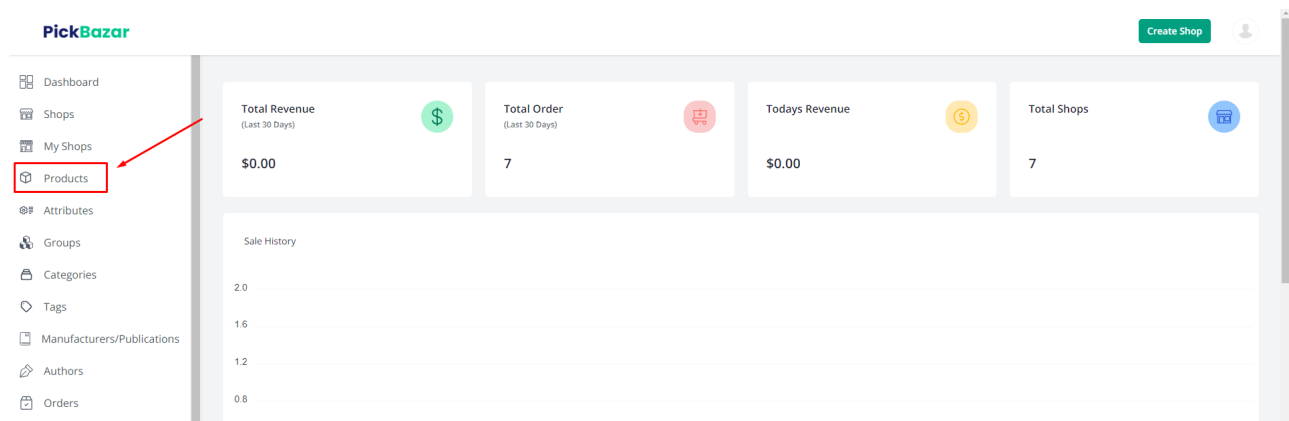 PickBazar
Create Shop
Dashboard
Shops
My Shops
Products
Attributes
Groups
Categories
Tags
Manufacturers/Publications
Authors
Orders
Total Revenue
(Last 30 Days)
$0.00
Total Order
(Last 30 Days)
7
Todays Revenue
$0.00
Total Shops
7
Sale History
2.0
1.6
1.2
0.8